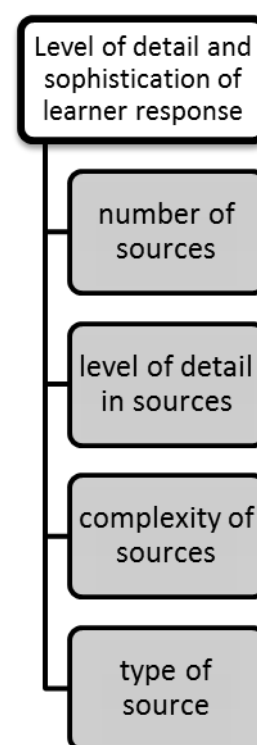 Level of detail and
sophistication of
learner response
number of
sources
level of detail
in sources
complexity of
sources
type of
source